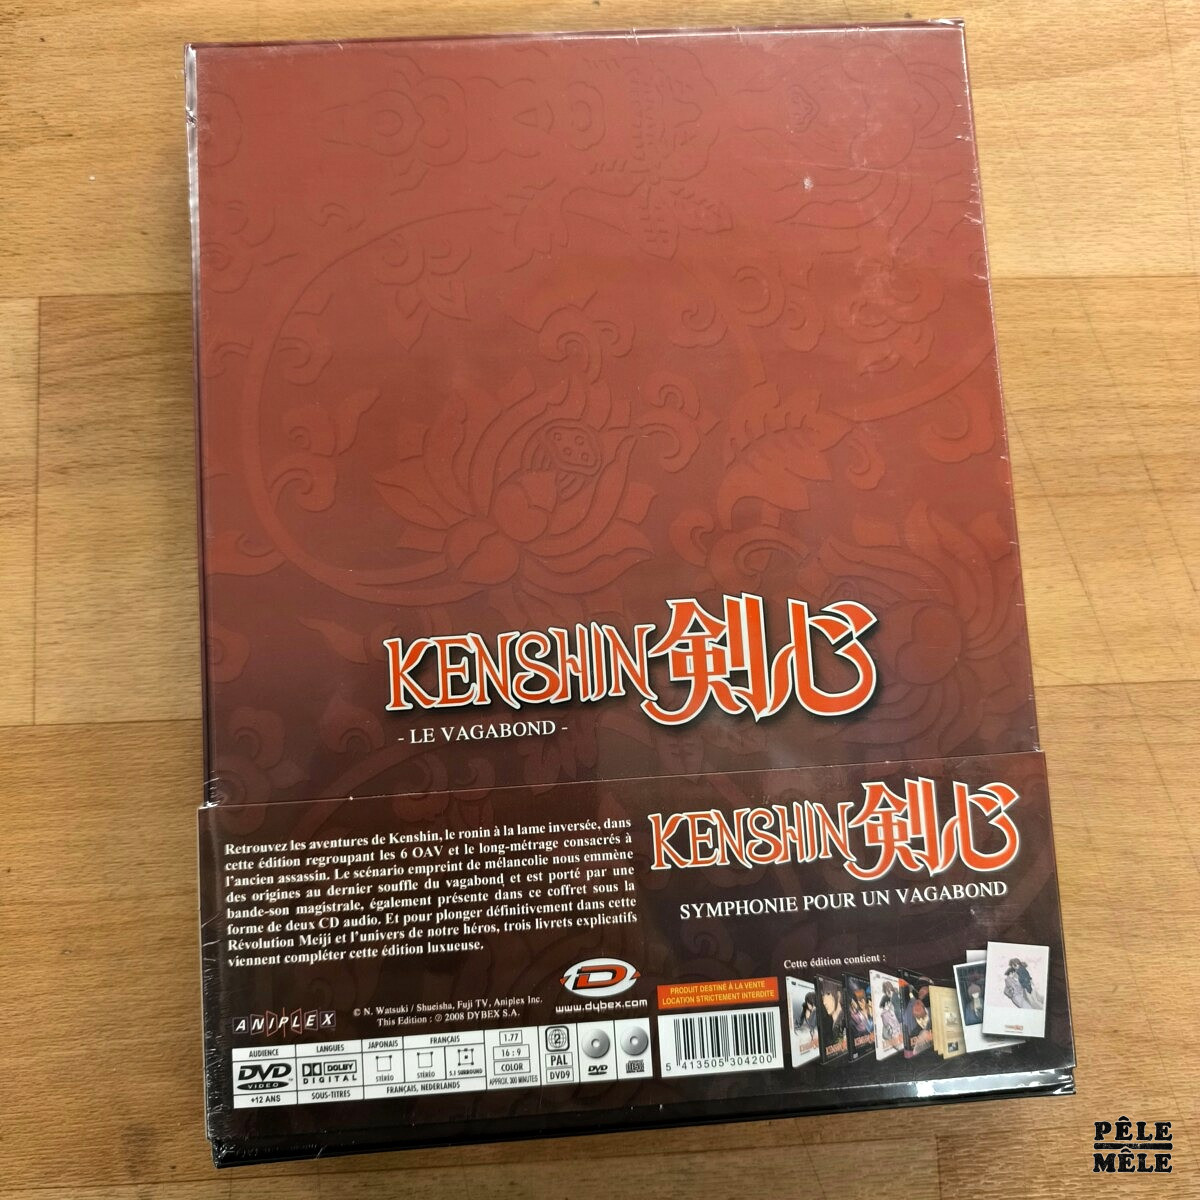 KENSHIN剣心
- LE VAGABOND -
Retrouvez les aventures de Kenshin, le ronin à la lame inversée, dans
cette édition regroupant les 6 OAV et le long-métrage consacrés à
l'ancien assassin. Le scénario empreint de mélancolie nous emmène
des origines au dernier souffle du vagabond et est porté par une
bande-son magistrale, également présente dans ce coffret sous la
forme de deux CD audio. Et pour plonger définitivement dans cette
Révolution Meiji et l'univers de notre héros, trois livrets explicatifs
viennent compléter cette édition luxueuse.
KENSHIN剣心
SYMPHONIE POUR UN VAGABOND
Cette édition contient :
D
www.dybex.com
ANIPLEX
© N. Watsuki / Shueisha, Fuji TV, Aniplex Inc.
This Edition : ℗ 2008 DYBEX S.A.
PRODUIT DESTINÉ À LA VENTE
LOCATION STRICTEMENT INTERDITE
5 413505 304200
AUDIENCE
DVD
VIDEO
+12 ANS
LANGUES
DOLBY
DIGITAL
SOUS-TITRES
JAPONAIS
STÉRÉO
FRANÇAIS
STÉRÉO
5.1 SURROUND
FRANÇAIS, NEDERLANDS
1.77
16 : 9
COLOR
APPROX. 300 MINUTES
2
PAL
DVD9
DVD
PÊLE
MÊLE